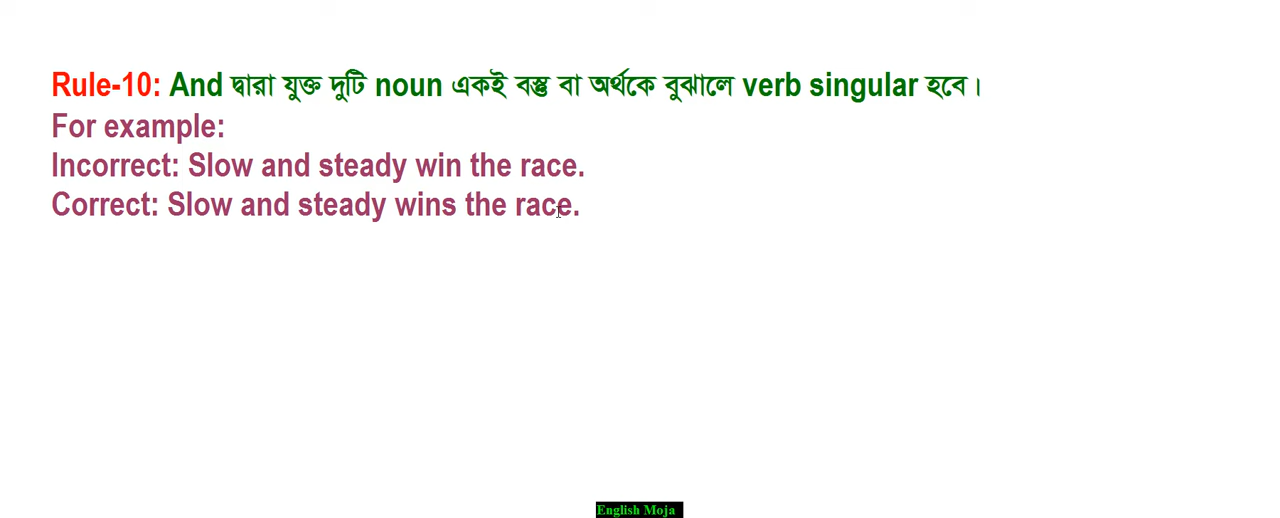 Rule-10: And দ্বারা যুক্ত দুটি noun একই বস্তু বা অর্থকে বুঝালে verb singular হবে।
For example:
Incorrect: Slow and steady win the race.
Correct: Slow and steady wins the race.
English Moja